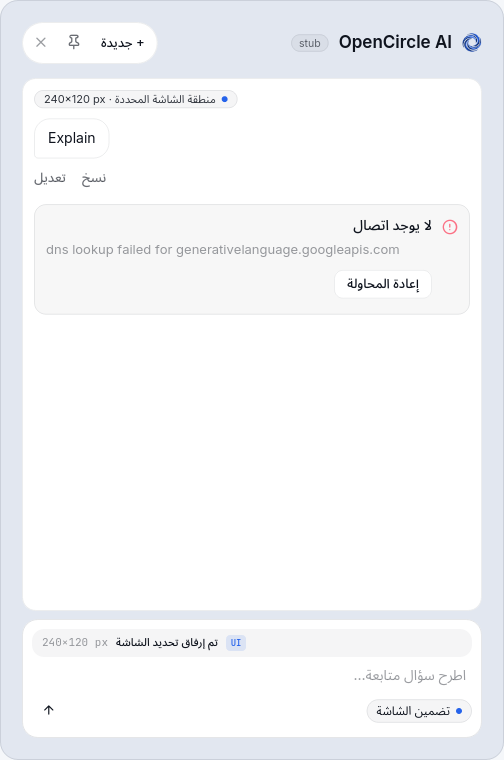 OpenCircle AI
stub
+ جديدة
منطقة الشاشة المحددة · 240×120 px
Explain
نسخ
تعديل
لا يوجد اتصال
dns lookup failed for generativelanguage.googleapis.com
إعادة المحاولة
UI تم إرفاق تحديد الشاشة 240×120 px
اطرح سؤال متابعة...
تضمين الشاشة